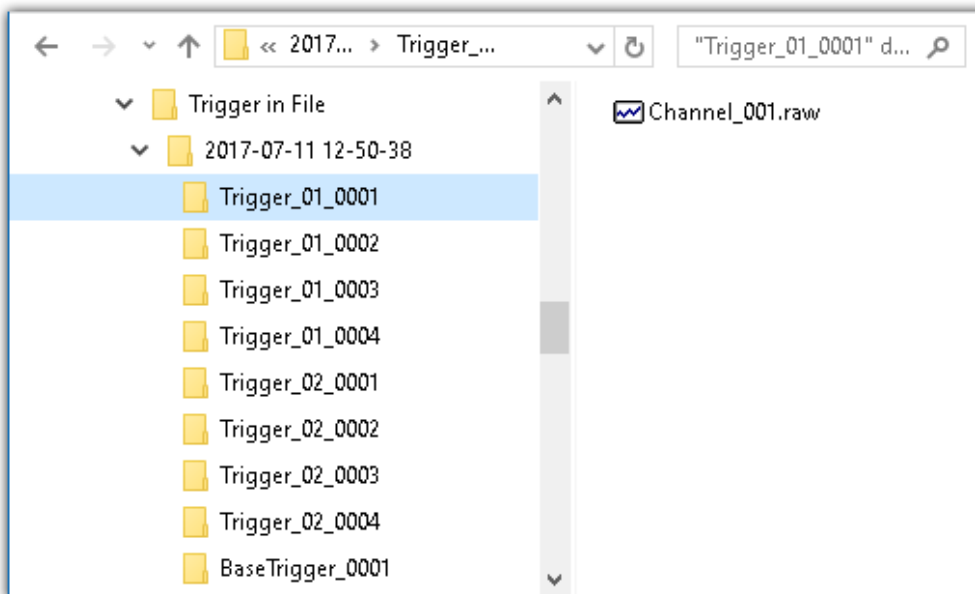 « 2017... > Trigger_...
"Trigger_01_0001" d...
Trigger in File
2017-07-11 12-50-38
Trigger_01_0001
Trigger_01_0002
Trigger_01_0003
Trigger_01_0004
Trigger_02_0001
Trigger_02_0002
Trigger_02_0003
Trigger_02_0004
BaseTrigger_0001
Channel_001.raw